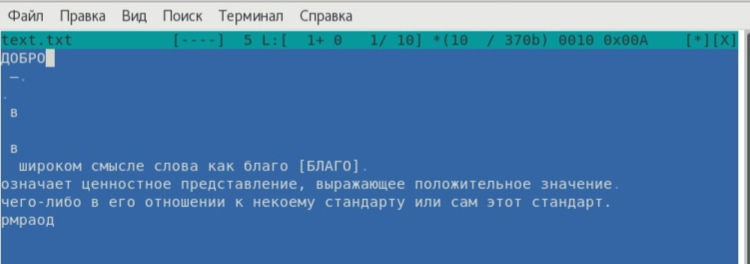 Файл Правка Вид Поиск Терминал Справка
text.txt [----] 5 L:[ 1+ 0 1/ 10] *(10 / 370b) 0010 0x00A [*][X]
ДОБРО
—.
.
в
в
широком смысле слова как благо [БЛАГО].
означает ценностное представление, выражающее положительное значение.
чего-либо в его отношении к некоему стандарту или сам этот стандарт.
рмраод